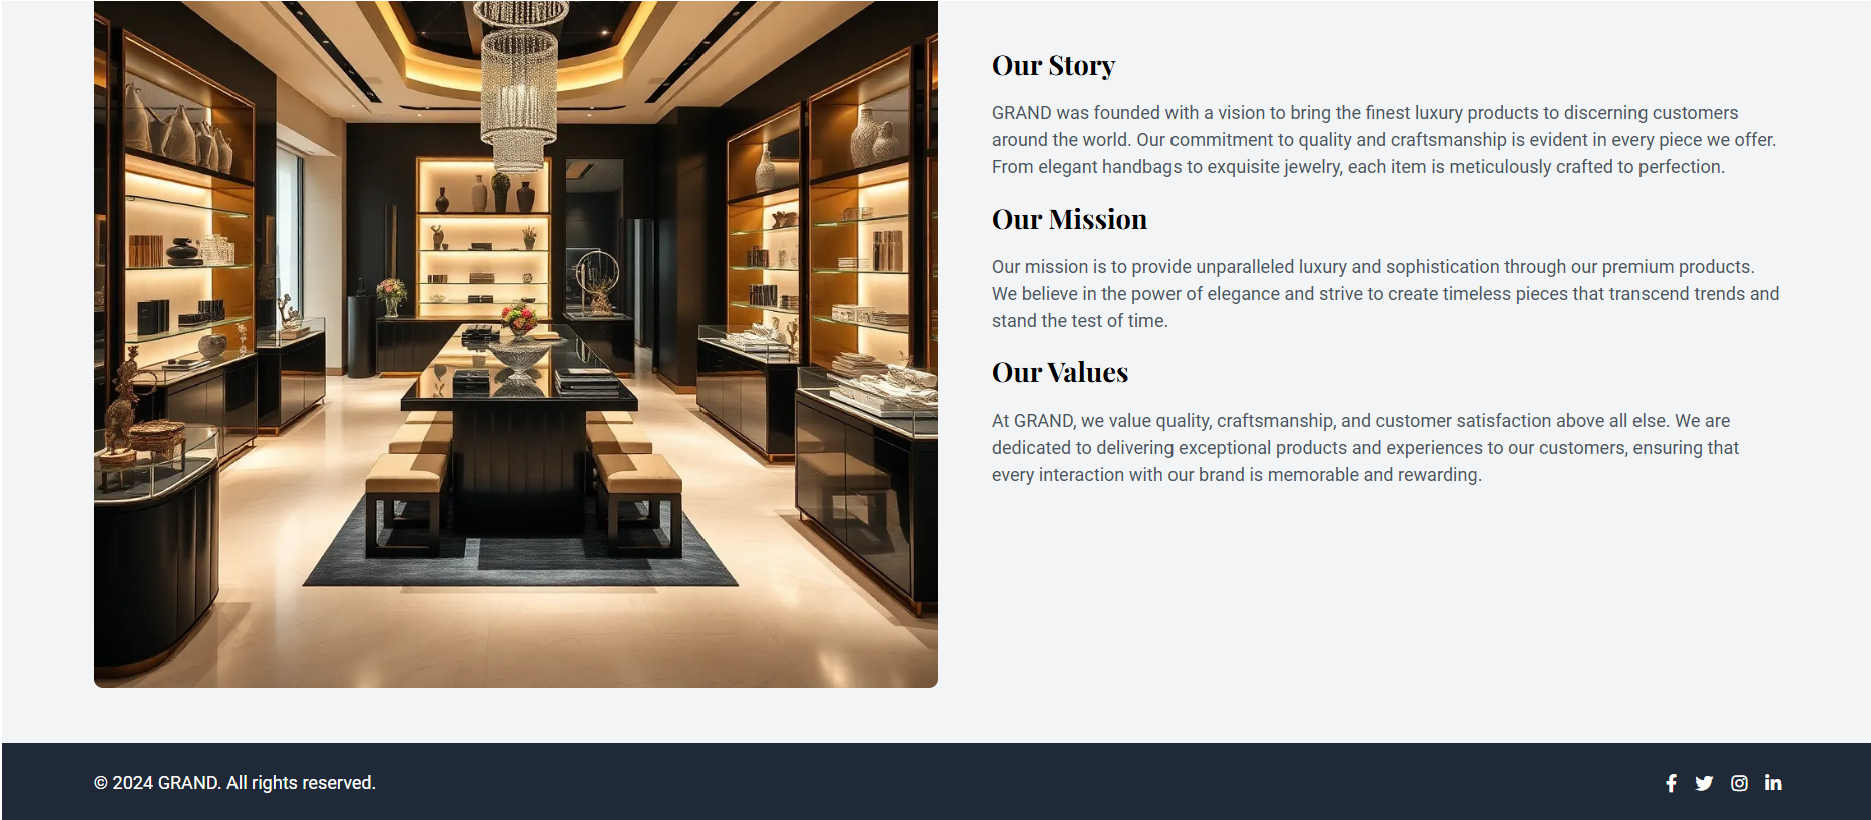 Our Story
GRAND was founded with a vision to bring the finest luxury products to discerning customers
around the world. Our commitment to quality and craftsmanship is evident in every piece we offer.
From elegant handbags to exquisite jewelry, each item is meticulously crafted to perfection.
Our Mission
Our mission is to provide unparalleled luxury and sophistication through our premium products.
We believe in the power of elegance and strive to create timeless pieces that transcend trends and
stand the test of time.
Our Values
At GRAND, we value quality, craftsmanship, and customer satisfaction above all else. We are
dedicated to delivering exceptional products and experiences to our customers, ensuring that
every interaction with our brand is memorable and rewarding.
© 2024 GRAND. All rights reserved.